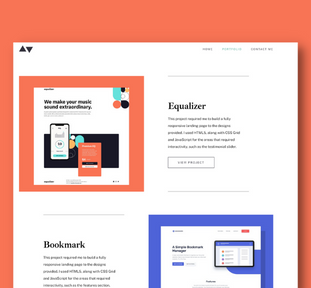 HOME
PORTFOLIO
CONTACT ME
We make your music
sound extraordinary.
Equalizer
This project required me to build a fully
responsive landing page to the designs
provided. I used HTML5, along with CSS Grid
and JavaScript for the areas that required
interactivity, such as the testimonial slider.
VIEW PROJECT
Bookmark
This project required me to build a fully
responsive landing page to the designs
provided. I used HTML5, along with CSS Grid
and JavaScript for the areas that required
interactivity, such as the features section.
A Simple Bookmark
Manager
Features